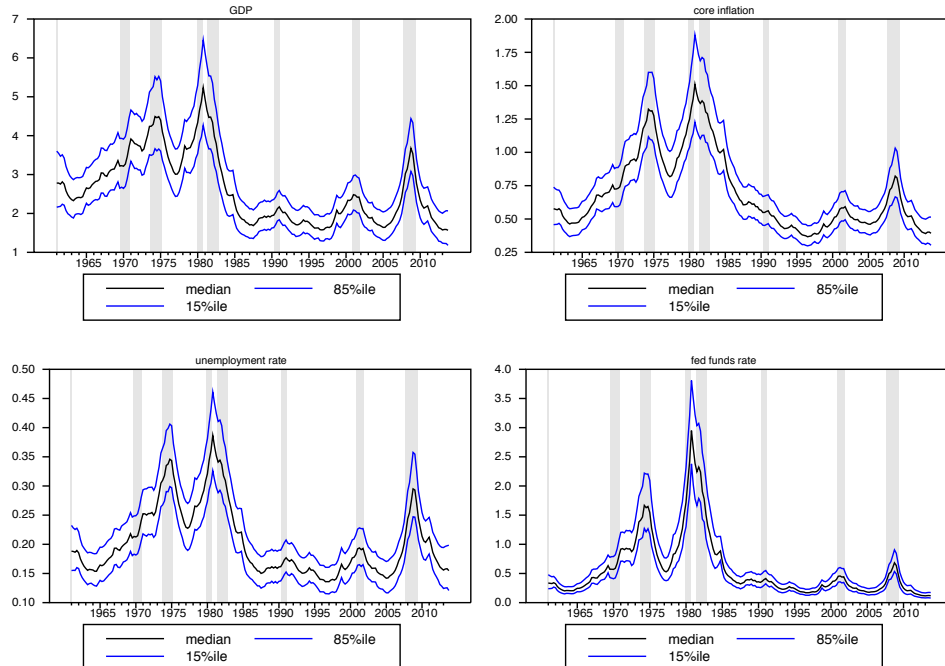 GDP
7
6
5
4
3
2
1
1965 1970 1975 1980 1985 1990 1995 2000 2005 2010
median 85%ile
15%ile
core inflation
2.00
1.75
1.50
1.25
1.00
0.75
0.50
0.25
1965 1970 1975 1980 1985 1990 1995 2000 2005 2010
median 85%ile
15%ile
unemployment rate
0.50
0.45
0.40
0.35
0.30
0.25
0.20
0.15
0.10
1965 1970 1975 1980 1985 1990 1995 2000 2005 2010
median 85%ile
15%ile
fed funds rate
4.0
3.5
3.0
2.5
2.0
1.5
1.0
0.5
0.0
1965 1970 1975 1980 1985 1990 1995 2000 2005 2010
median 85%ile
15%ile